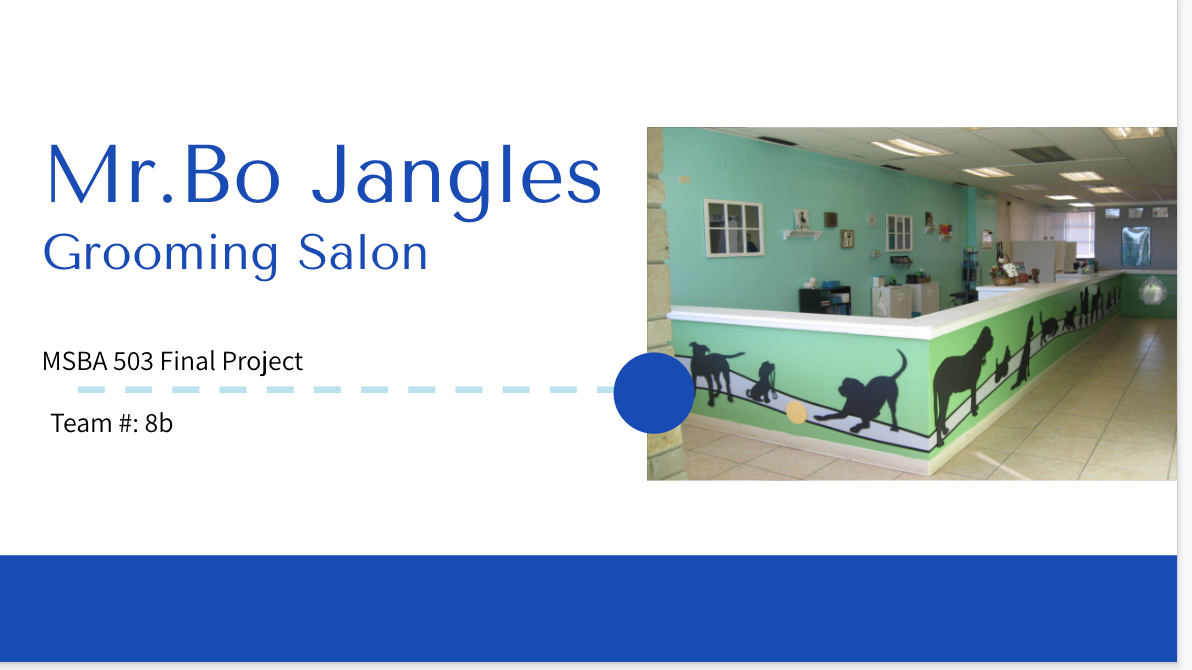 Mr.Bo Jangles
Grooming Salon
MSBA 503 Final Project
Team #: 8b